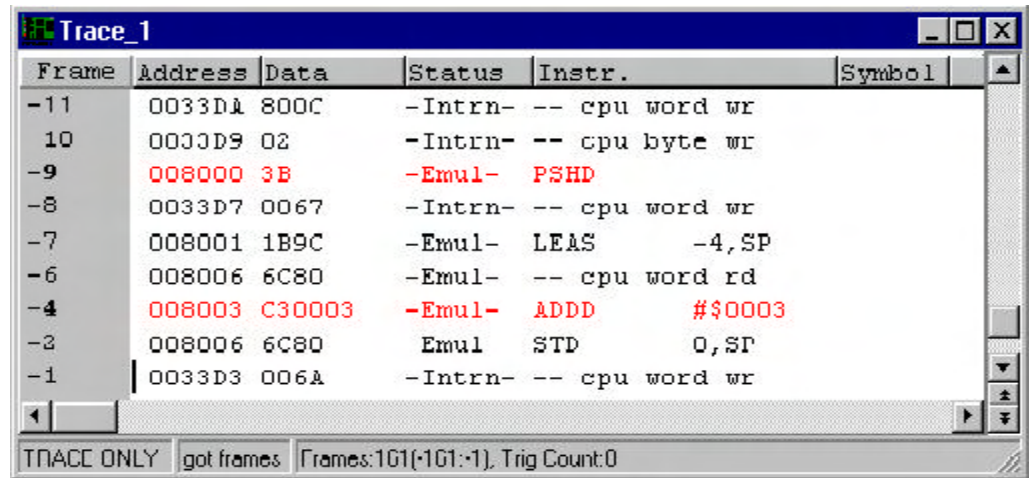 Trace_1
Frame Address Data Status Instr. Symbol
-11 0033DA 800C -Intrn- -- cpu word wr
10 0033D9 02 -Intrn- -- cpu byte wr
-9 008000 3B -Emul- PSHD
-8 0033D7 0067 -Intrn- -- cpu word wr
-7 008001 1B9C -Emul- LEAS -4,SP
-6 008006 6C80 -Emul- -- cpu word rd
-4 008003 C30003 -Emul- ADDD #$0003
-2 008006 6C80 Emul STD 0,SP
-1 0033D3 006A -Intrn- -- cpu word wr
TRACE ONLY got frames Frames:161(-161:-1), Trig Count:0